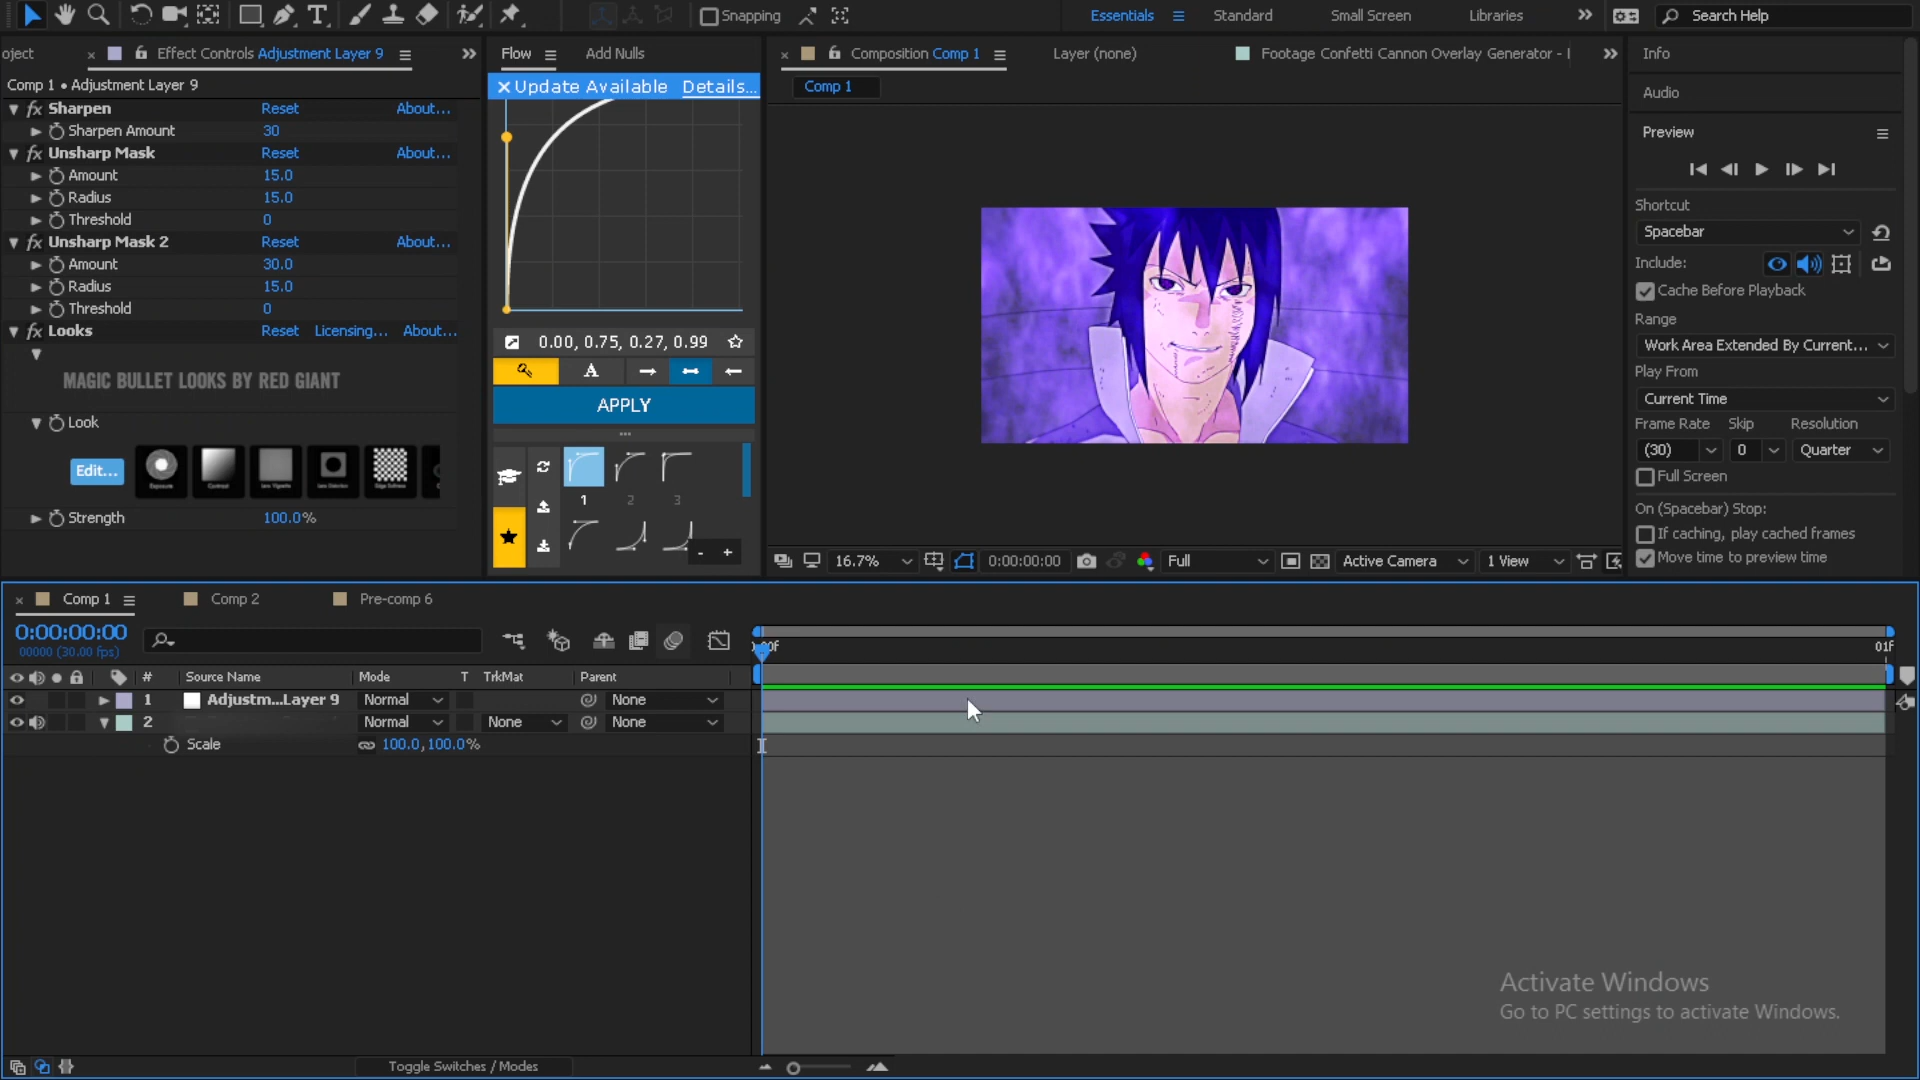 Snapping
Essentials
Standard
Small Screen
Libraries
Search Help
oject
Effect Controls Adjustment Layer 9
Comp 1 • Adjustment Layer 9
Sharpen Reset About...
Sharpen Amount 30
Unsharp Mask Reset About...
Amount 15.0
Radius 15.0
Threshold 0
Unsharp Mask 2 Reset About...
Amount 30.0
Radius 15.0
Threshold 0
Looks Reset Licensing... About...
MAGIC BULLET LOOKS BY RED GIANT
Look
Edit...
Strength 100.0%
Flow
Add Nulls
Update Available Details...
0.00, 0.75, 0.27, 0.99
A
APPLY
1 2 3
- +
Composition Comp 1
Layer (none)
Footage Confetti Cannon Overlay Generator -
Comp 1
16.7%
0:00:00:00
Full
Active Camera
1 View
Info
Audio
Preview
Shortcut
Spacebar
Include:
Cache Before Playback
Range
Work Area Extended By Current...
Play From
Current Time
Frame Rate Skip Resolution
(30) 0 Quarter
Full Screen
On (Spacebar) Stop:
If caching, play cached frames
Move time to preview time
Comp 1
Comp 2
Pre-comp 6
0:00:00:00
00000 (30.00 fps)
# Source Name Mode T TrkMat Parent
1 Adjustm...Layer 9 Normal None
2 Normal None None
Scale 100.0,100.0%
01f
Toggle Switches / Modes
Activate Windows
Go to PC settings to activate Windows.